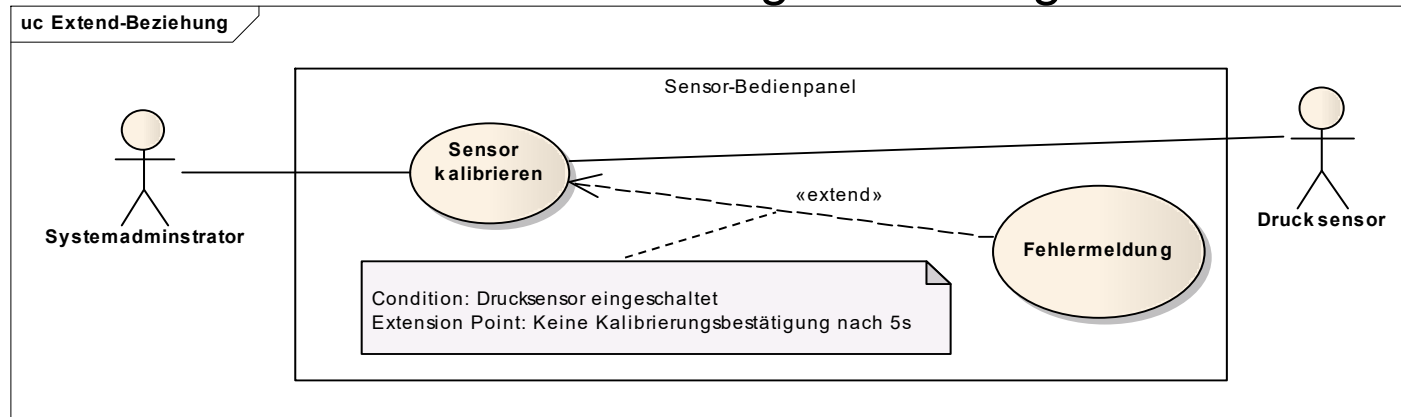 uc Extend-Beziehung
Sensor-Bedienpanel
Sensor
kalibrieren
«extend»
Systemadminstrator
Drucksensor
Fehlermeldung
Condition: Drucksensor eingeschaltet
Extension Point: Keine Kalibrierungsbestätigung nach 5s